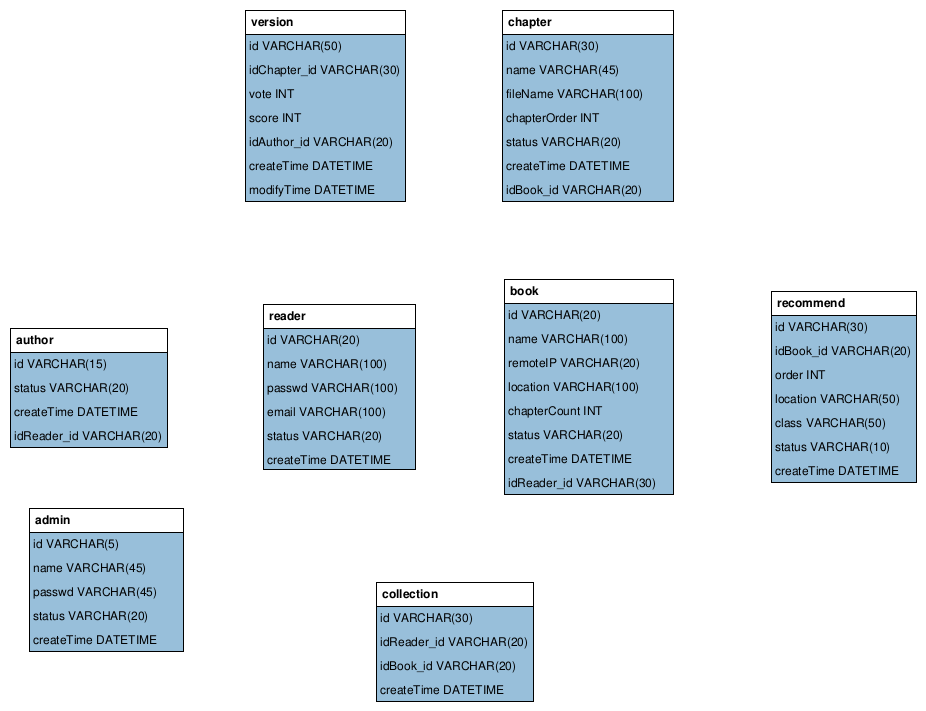 version
id VARCHAR(50)
idChapter_id VARCHAR(30)
vote INT
score INT
idAuthor_id VARCHAR(20)
createTime DATETIME
modifyTime DATETIME
chapter
id VARCHAR(30)
name VARCHAR(45)
fileName VARCHAR(100)
chapterOrder INT
status VARCHAR(20)
createTime DATETIME
idBook_id VARCHAR(20)
author
id VARCHAR(15)
status VARCHAR(20)
createTime DATETIME
idReader_id VARCHAR(20)
reader
id VARCHAR(20)
name VARCHAR(100)
passwd VARCHAR(100)
email VARCHAR(100)
status VARCHAR(20)
createTime DATETIME
book
id VARCHAR(20)
name VARCHAR(100)
remoteIP VARCHAR(20)
location VARCHAR(100)
chapterCount INT
status VARCHAR(20)
createTime DATETIME
idReader_id VARCHAR(30)
recommend
id VARCHAR(30)
idBook_id VARCHAR(20)
order INT
location VARCHAR(50)
class VARCHAR(50)
status VARCHAR(10)
createTime DATETIME
admin
id VARCHAR(5)
name VARCHAR(45)
passwd VARCHAR(45)
status VARCHAR(20)
createTime DATETIME
collection
id VARCHAR(30)
idReader_id VARCHAR(20)
idBook_id VARCHAR(20)
createTime DATETIME